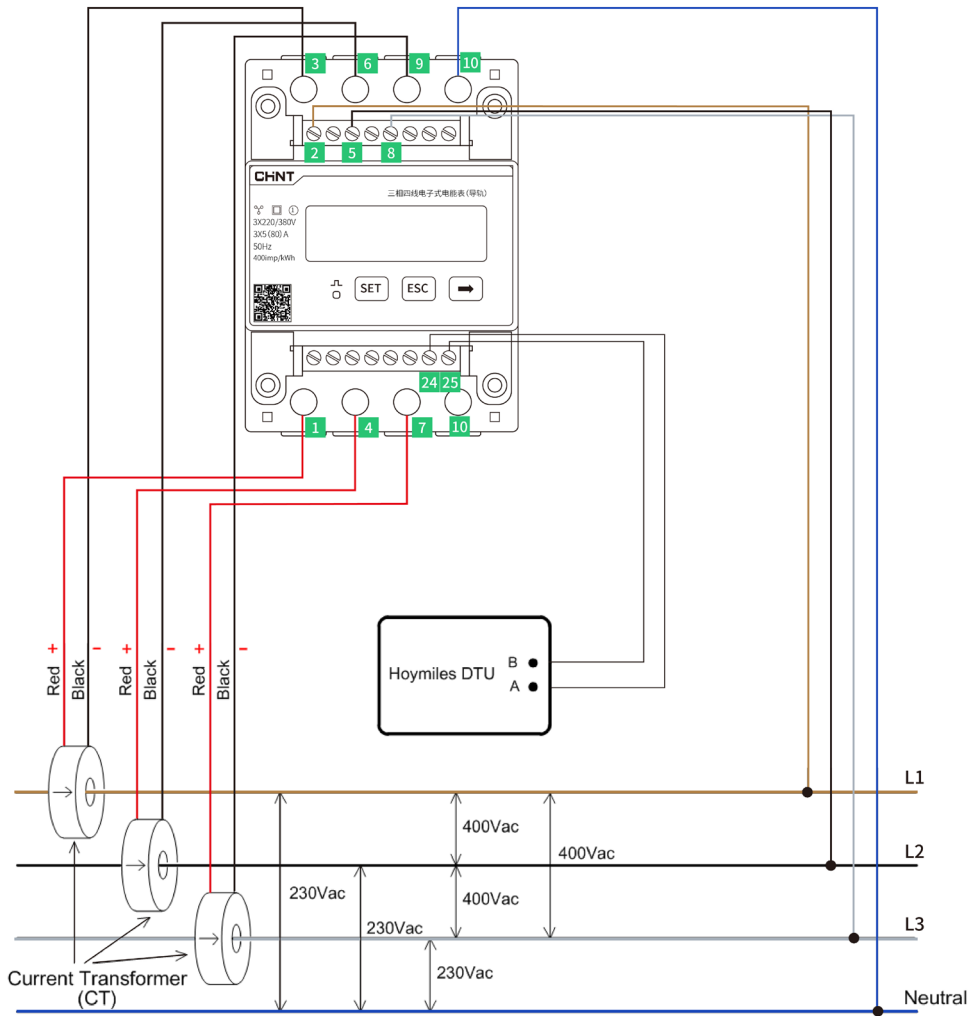 3 6 9 10
2 5 8
CHNT
三相四线电子式电能表(导轨)
3X220/380V
3X5(80)A
50Hz
400imp/kWh
SET ESC
24 25
1 4 7 10
Red + Black - Red + Black - Red + Black -
Hoymiles DTU
B
A
L1
400Vac
400Vac
L2
230Vac
400Vac
L3
230Vac
230Vac
Current Transformer
(CT)
Neutral